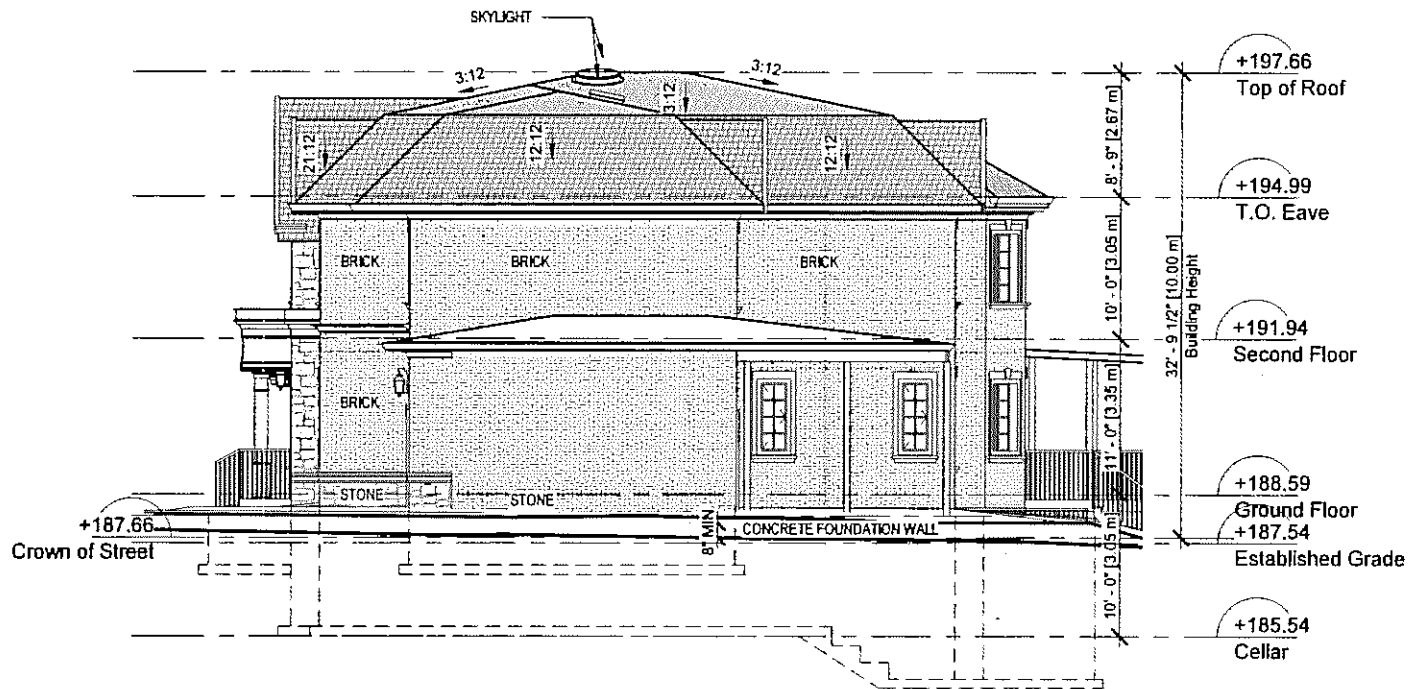 SKYLIGHT
3:12
3:12
3:12
21:12
12:12
12:12
+197.66
Top of Roof
8' - 9" [2.67 m]
+194.99
T.O. Eave
BRICK
BRICK
BRICK
10' - 0" [3.05 m]
32' - 9 1/2" [10.00 m]
Building Height
+191.94
Second Floor
BRICK
11' - 0" [3.35 m]
STONE
STONE
+188.59
Ground Floor
+187.66
Crown of Street
8" MIN.
CONCRETE FOUNDATION WALL
+187.54
Established Grade
10' - 0" [3.05 m]
+185.54
Cellar